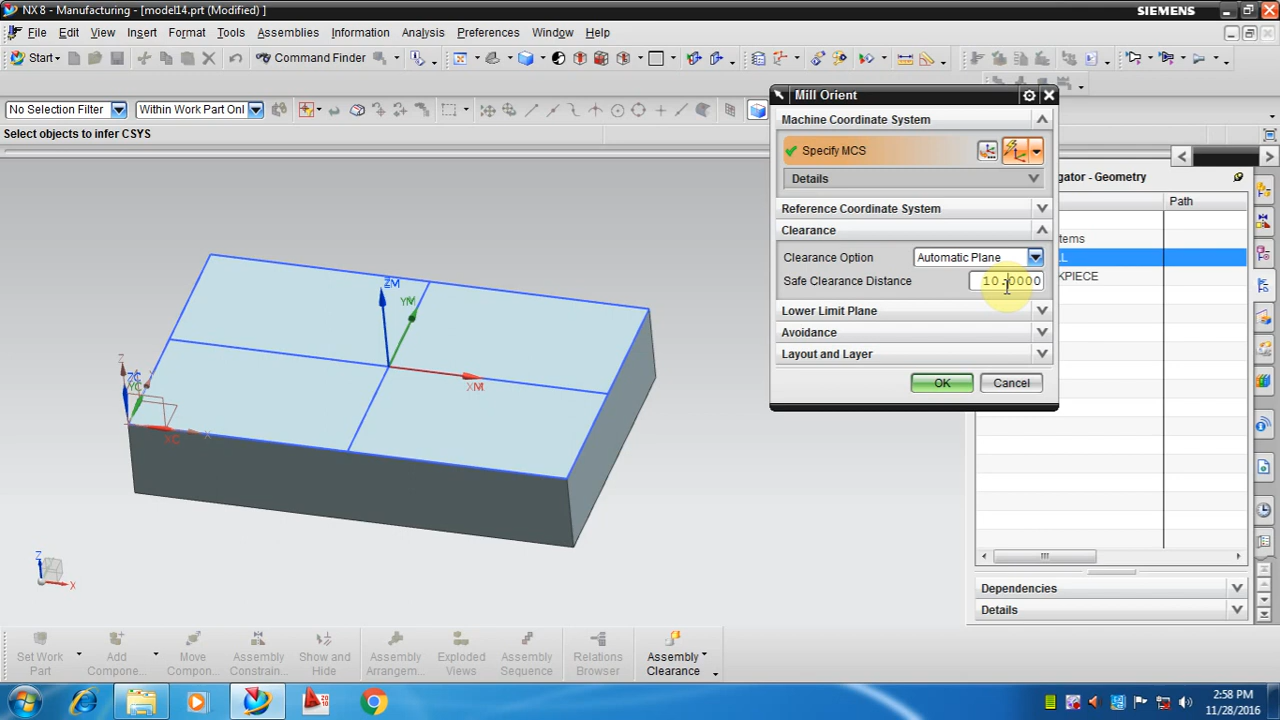 NX 8 - Manufacturing - [model14.prt (Modified) ]
SIEMENS
File Edit View Insert Format Tools Assemblies Information Analysis Preferences Window Help
Start
Command Finder
No Selection Filter
Within Work Part Onl
Select objects to infer CSYS
Mill Orient
Machine Coordinate System
Specify MCS
Details
Reference Coordinate System
Clearance
Clearance Option
Automatic Plane
Safe Clearance Distance
10.0000
Lower Limit Plane
Avoidance
Layout and Layer
OK
Cancel
gator - Geometry
Path
tems
LL
KPIECE
Dependencies
Details
ZM
YM
XM
Z
ZC
YC
XC
X
Z
X
Set Work Part
Add Compone...
Move Compon...
Assembly Constrain...
Show and Hide
Assembly Arrangem...
Exploded Views
Assembly Sequence
Relations Browser
Assembly Clearance
2:58 PM
11/28/2016